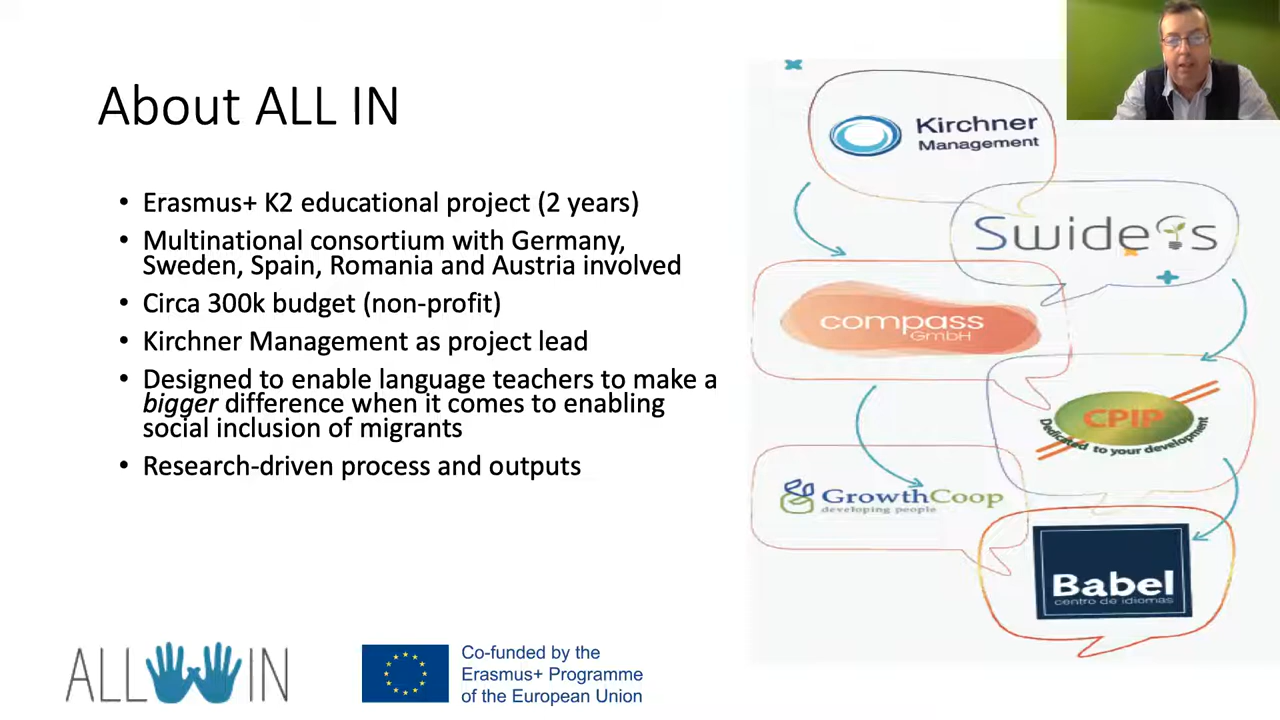 About ALL IN
• Erasmus+ K2 educational project (2 years)
• Multinational consortium with Germany,
Sweden, Spain, Romania and Austria involved
• Circa 300k budget (non-profit)
• Kirchner Management as project lead
• Designed to enable language teachers to make a
bigger difference when it comes to enabling
social inclusion of migrants
• Research-driven process and outputs
Kirchner
Management
Swideas
compass
GmbH
CPIP
Dedicated to your development
GrowthCoop
developing people
Babel
centro de idiomas
ALL IN
Co-funded by the
Erasmus+ Programme
of the European Union